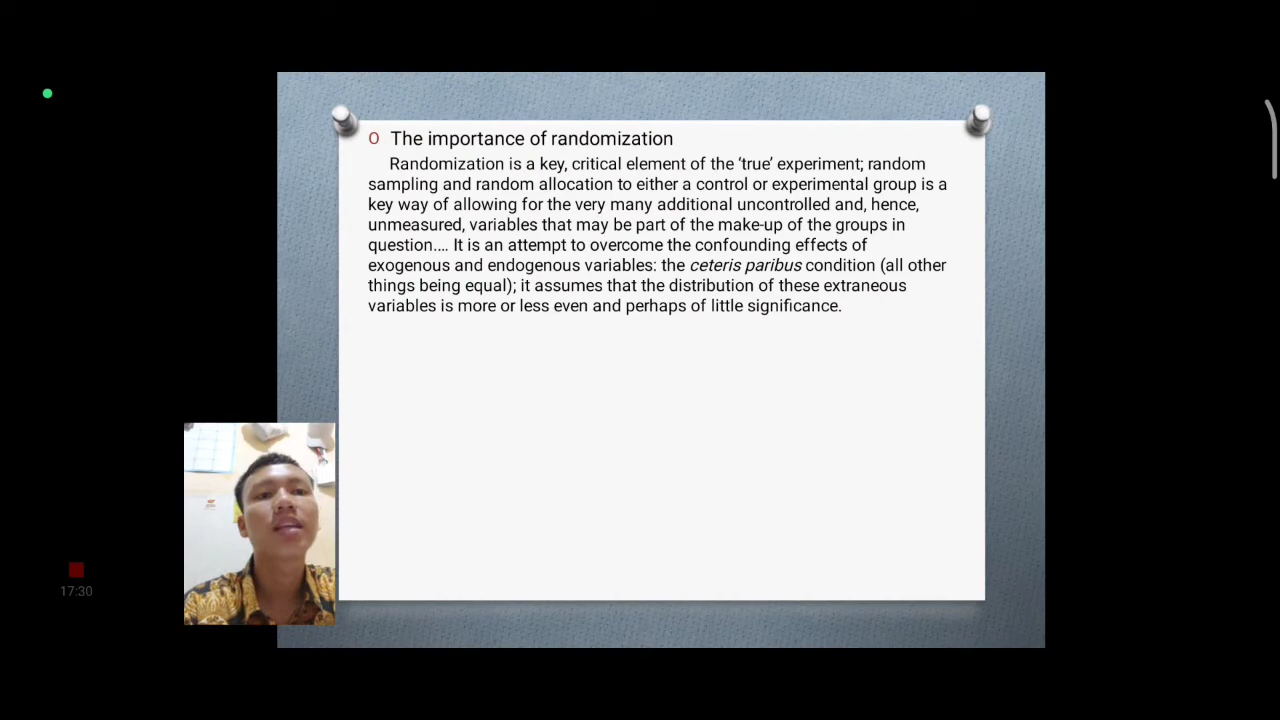 O The importance of randomization
Randomization is a key, critical element of the ‘true’ experiment; random
sampling and random allocation to either a control or experimental group is a
key way of allowing for the very many additional uncontrolled and, hence,
unmeasured, variables that may be part of the make-up of the groups in
question.... It is an attempt to overcome the confounding effects of
exogenous and endogenous variables: the ceteris paribus condition (all other
things being equal); it assumes that the distribution of these extraneous
variables is more or less even and perhaps of little significance.
17:30